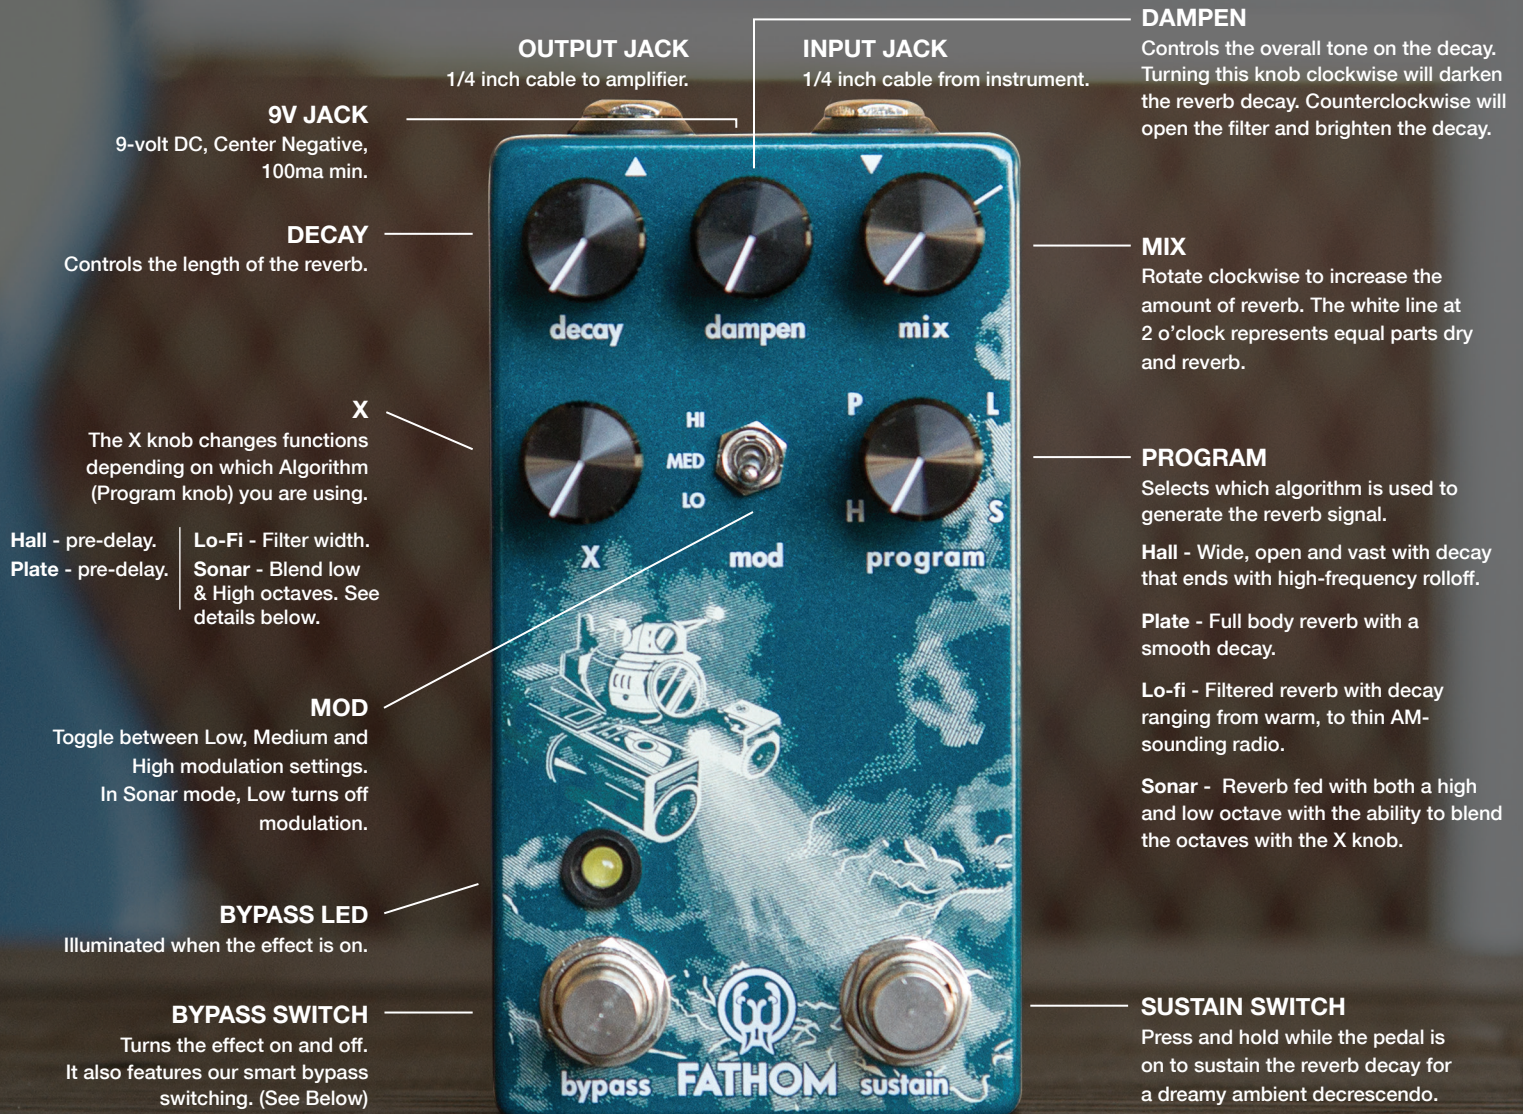 DAMPEN
Controls the overall tone on the decay.
Turning this knob clockwise will darken
the reverb decay. Counterclockwise will
open the filter and brighten the decay.
OUTPUT JACK
1/4 inch cable to amplifier.
INPUT JACK
1/4 inch cable from instrument.
9V JACK
9-volt DC, Center Negative,
100ma min.
DECAY
Controls the length of the reverb.
MIX
Rotate clockwise to increase the
amount of reverb. The white line at
2 o’clock represents equal parts dry
and reverb.
decay
dampen
mix
X
The X knob changes functions
depending on which Algorithm
(Program knob) you are using.
Hall - pre-delay.
Plate - pre-delay.
Lo-Fi - Filter width.
Sonar - Blend low
& High octaves. See
details below.
HI
MED
LO
P
L
H
S
X
mod
program
PROGRAM
Selects which algorithm is used to
generate the reverb signal.
Hall - Wide, open and vast with decay
that ends with high-frequency rolloff.
Plate - Full body reverb with a
smooth decay.
Lo-fi - Filtered reverb with decay
ranging from warm, to thin AM-
sounding radio.
Sonar - Reverb fed with both a high
and low octave with the ability to blend
the octaves with the X knob.
MOD
Toggle between Low, Medium and
High modulation settings.
In Sonar mode, Low turns off
modulation.
BYPASS LED
Illuminated when the effect is on.
BYPASS SWITCH
Turns the effect on and off.
It also features our smart bypass
switching. (See Below)
bypass
FATHOM
sustain
SUSTAIN SWITCH
Press and hold while the pedal is
on to sustain the reverb decay for
a dreamy ambient decrescendo.